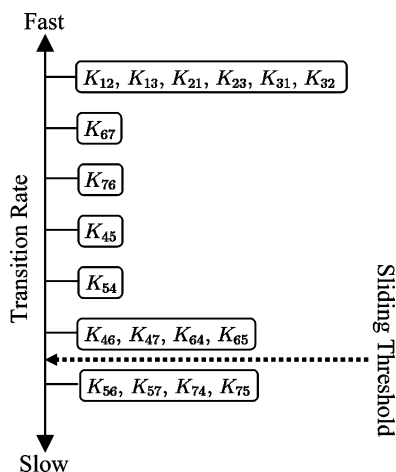 Fast
K₁₂, K₁₃, K₂₁, K₂₃, K₃₁, K₃₂
K₆₇
K₇₆
K₄₅
K₅₄
K₄₆, K₄₇, K₆₄, K₆₅
K₅₆, K₅₇, K₇₄, K₇₅
Slow
Transition Rate
Sliding Threshold